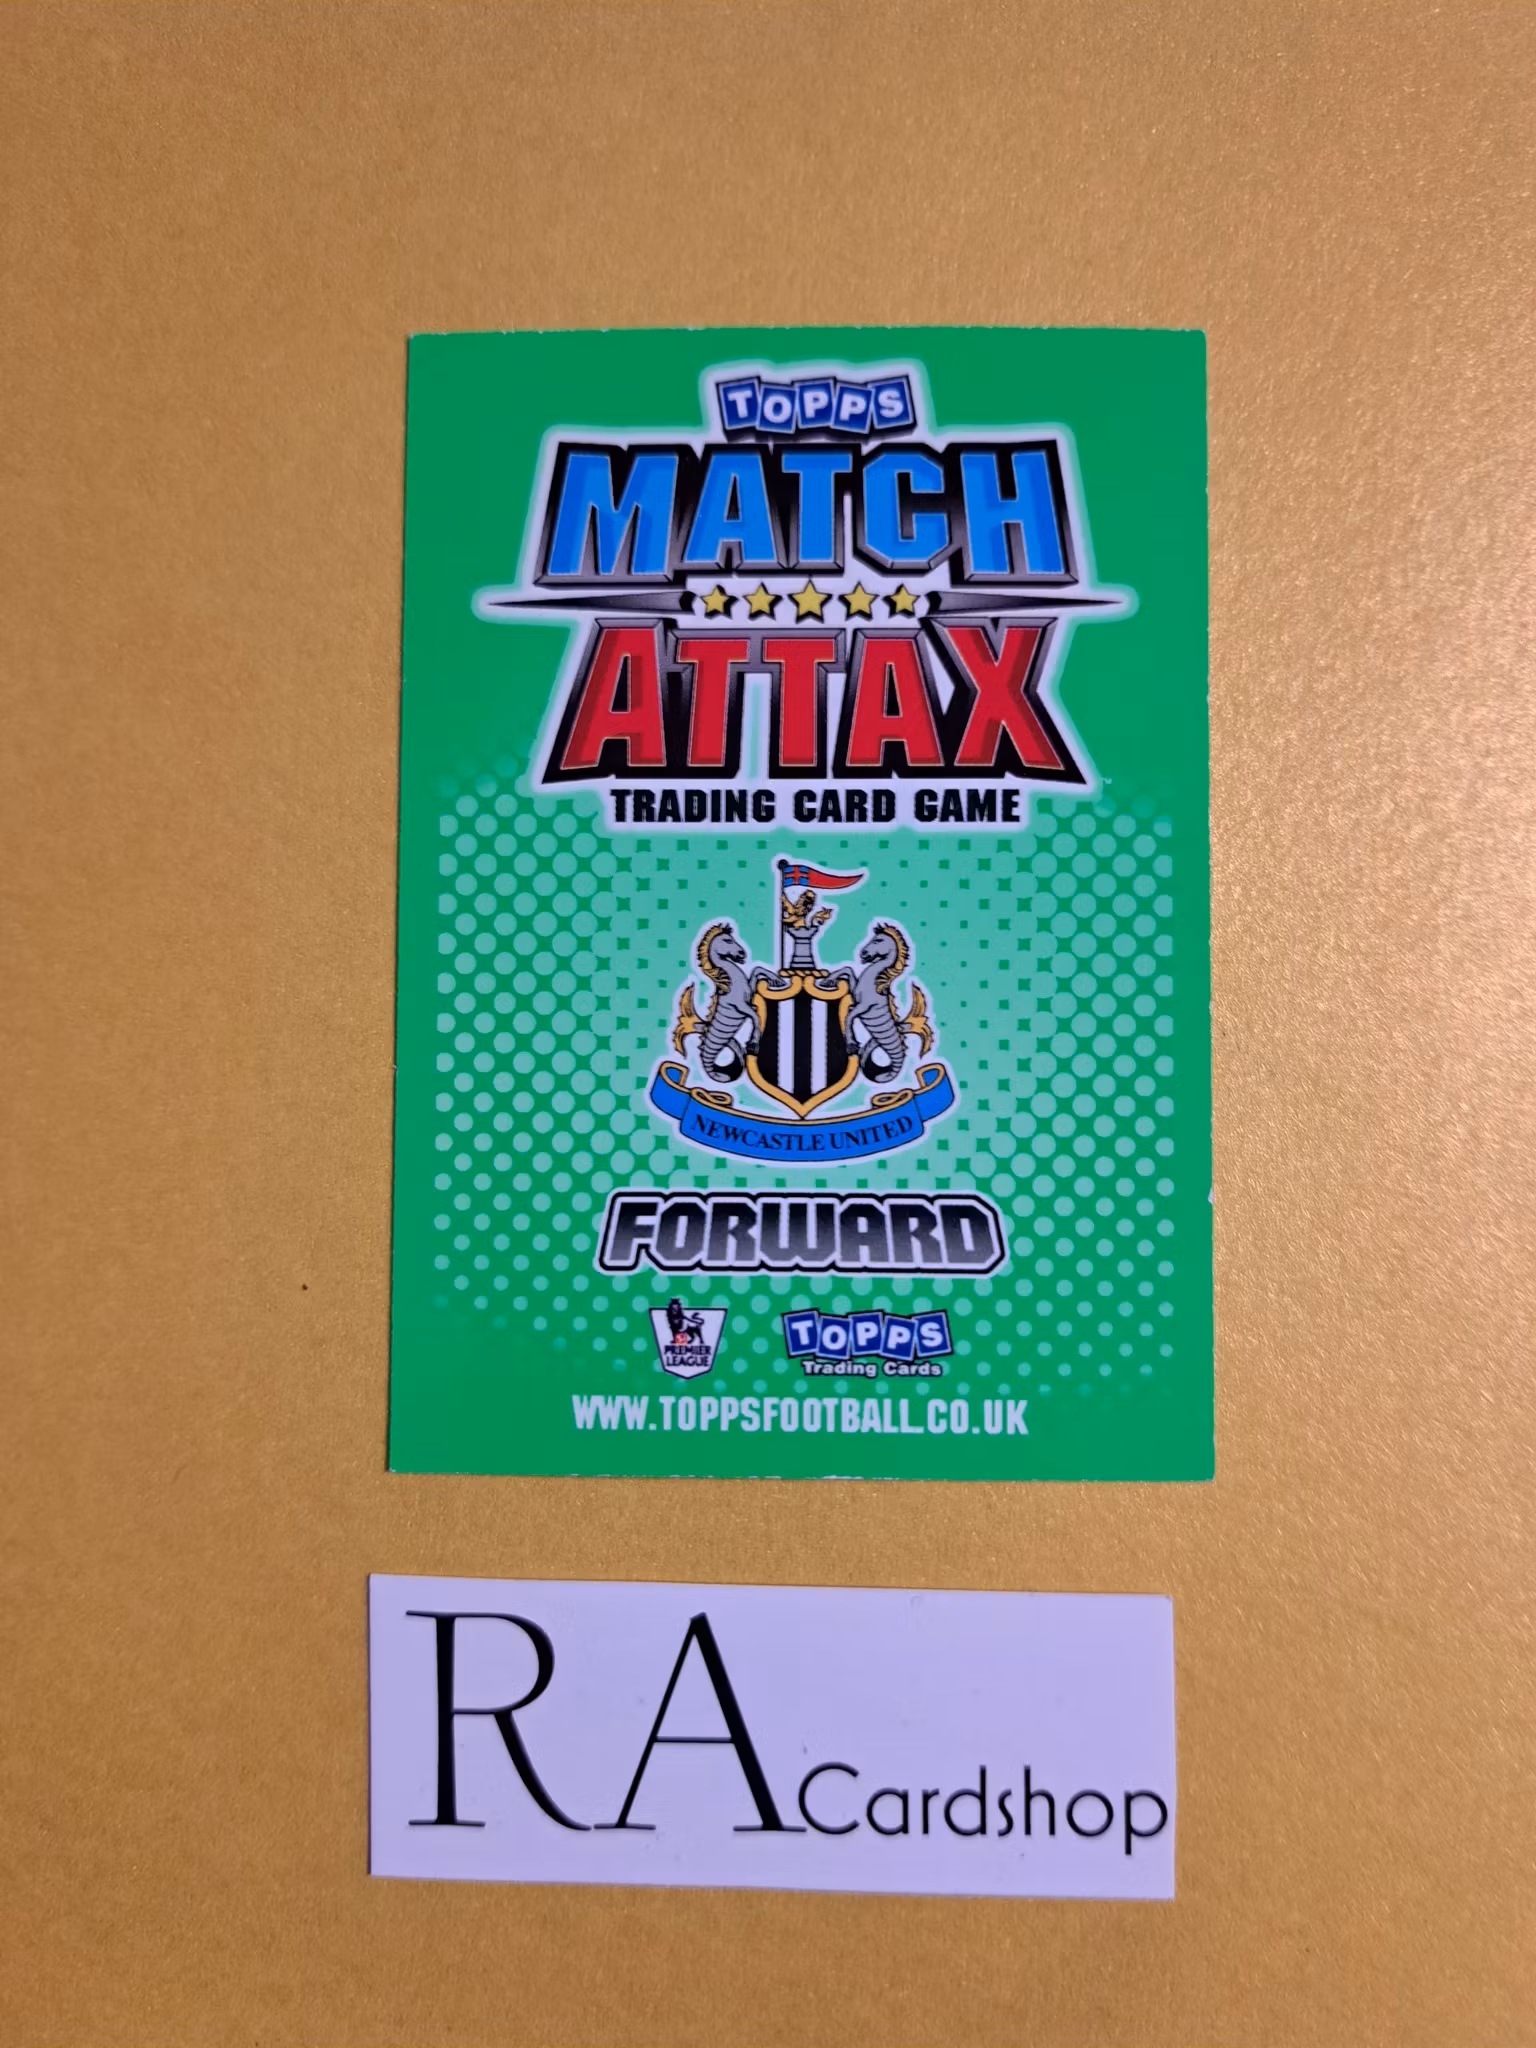 TOPPS
MATCH
ATTAX
TRADING CARD GAME
NEWCASTLE UNITED
FORWARD
PREMIER
LEAGUE
TOPPS
Trading Cards
WWW.TOPPSFOOTBALL.CO.UK
RA Cardshop